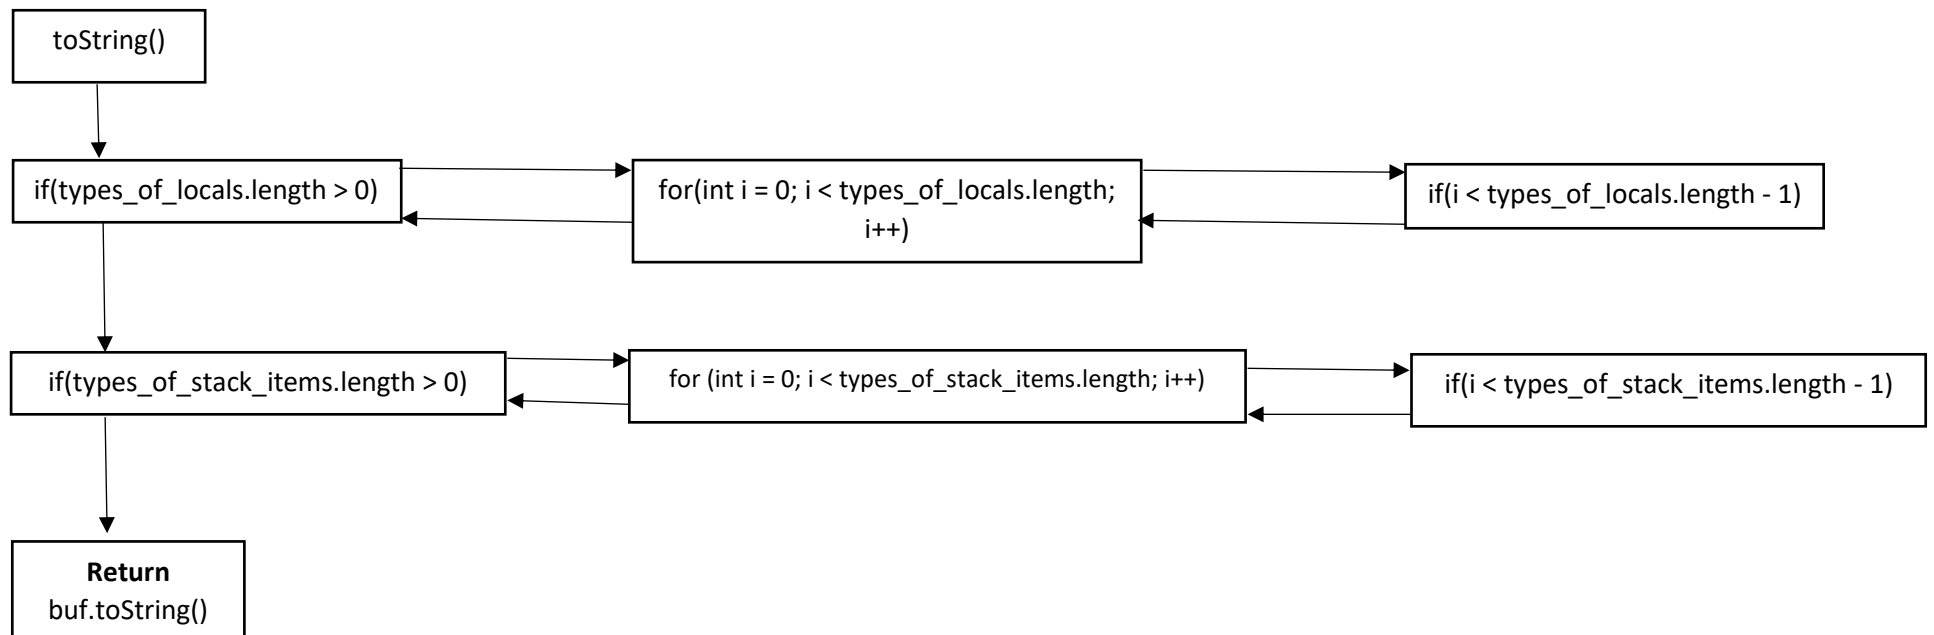 toString()
if(types_of_locals.length > 0)
for(int i = 0; i < types_of_locals.length;
i++)
if(i < types_of_locals.length - 1)
if(types_of_stack_items.length > 0)
for (int i = 0; i < types_of_stack_items.length; i++)
if(i < types_of_stack_items.length - 1)
Return
buf.toString()